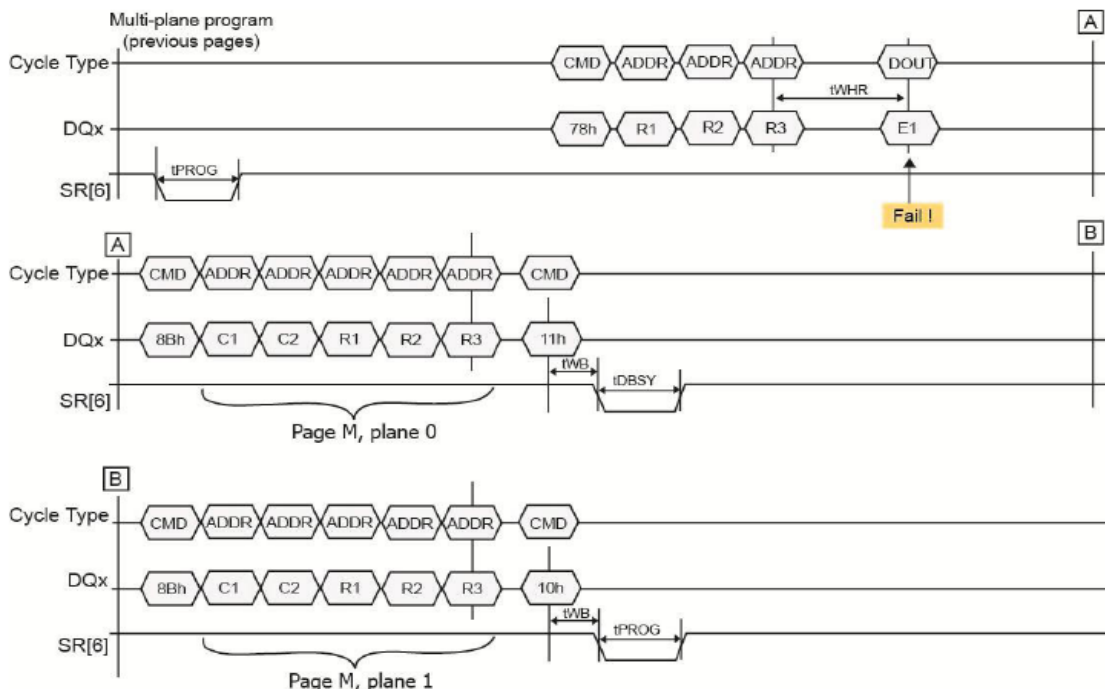 Multi-plane program
(previous pages)
A
Cycle Type CMD ADDR ADDR ADDR DOUT
tWHR
DQx 78h R1 R2 R3 E1
tPROG
SR[6]
Fail !
A B
Cycle Type CMD ADDR ADDR ADDR ADDR ADDR CMD
DQx 8Bh C1 C2 R1 R2 R3 11h
tWB tDBSY
SR[6]
Page M, plane 0
B
Cycle Type CMD ADDR ADDR ADDR ADDR ADDR CMD
DQx 8Bh C1 C2 R1 R2 R3 10h
tWB tPROG
SR[6]
Page M, plane 1